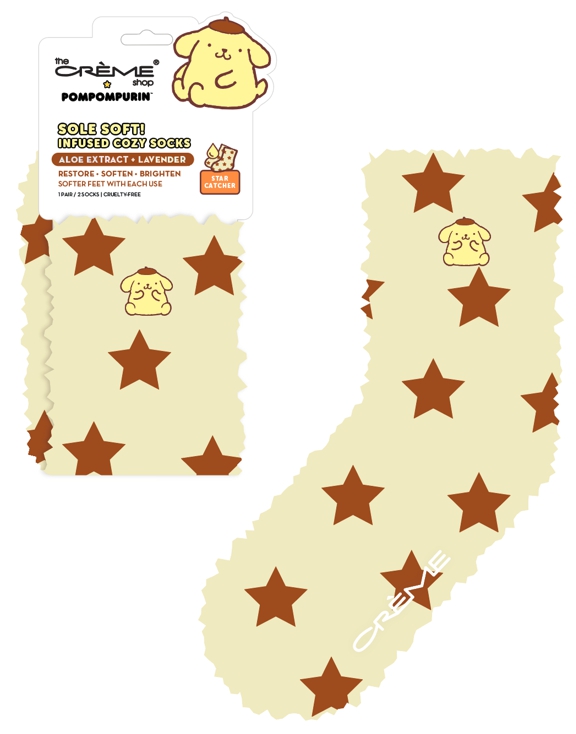 the
CRÈME®
shop
POMPOMPURIN™
SOLE SOFT!
INFUSED COZY SOCKS
ALOE EXTRACT + LAVENDER
RESTORE • SOFTEN • BRIGHTEN
SOFTER FEET WITH EACH USE
1 PAIR / 2 SOCKS | CRUELTY-FREE
STAR
CATCHER
CRÈME